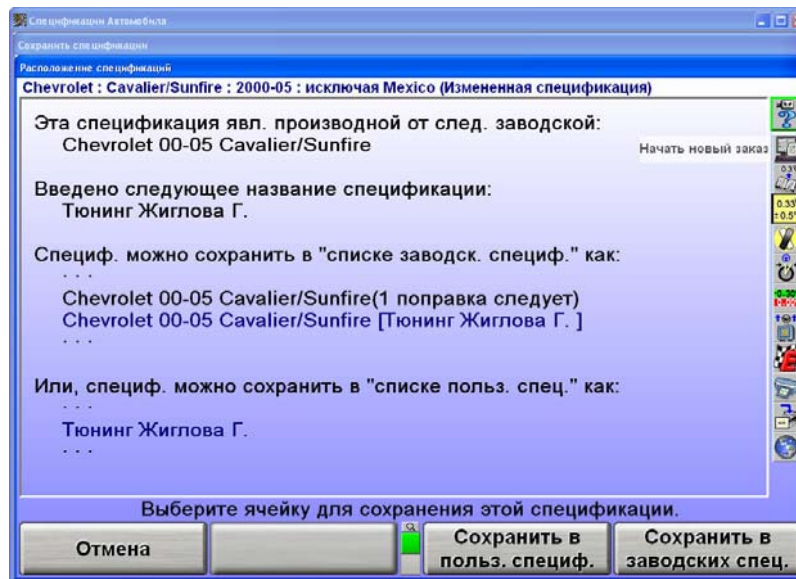 Спецификации Автомобиля
Сохранить спецификации
Расположение спецификаций
Chevrolet : Cavalier/Sunfire : 2000-05 : исключая Mexico (Измененная спецификация)
Эта спецификация явл. производной от след. заводской:
Chevrolet 00-05 Cavalier/Sunfire
Начать новый заказ
Введено следующее название спецификации:
Тюнинг Жиглова Г.
Специф. можно сохранить в "списке заводск. специф." как:
. . .
Chevrolet 00-05 Cavalier/Sunfire(1 поправка следует)
Chevrolet 00-05 Cavalier/Sunfire [Тюнинг Жиглова Г. ]
. . .
Или, специф. можно сохранить в "списке польз. спец." как:
. . .
Тюнинг Жиглова Г.
. . .
Выберите ячейку для сохранения этой спецификации.
Отмена
Сохранить в
польз. специф.
Сохранить в
заводских спец.